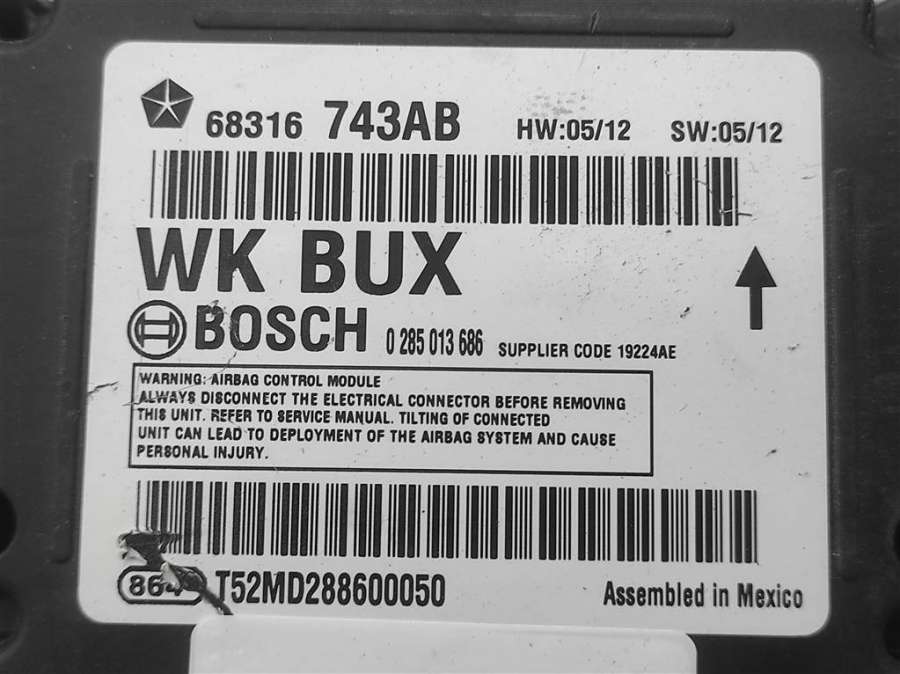 68316 743AB HW:05/12 SW:05/12
WK BUX
BOSCH 0 285 013 686 SUPPLIER CODE 19224AE
WARNING: AIRBAG CONTROL MODULE
ALWAYS DISCONNECT THE ELECTRICAL CONNECTOR BEFORE REMOVING
THIS UNIT. REFER TO SERVICE MANUAL. TILTING OF CONNECTED
UNIT CAN LEAD TO DEPLOYMENT OF THE AIRBAG SYSTEM AND CAUSE
PERSONAL INJURY.
T52MD288600050 Assembled in Mexico